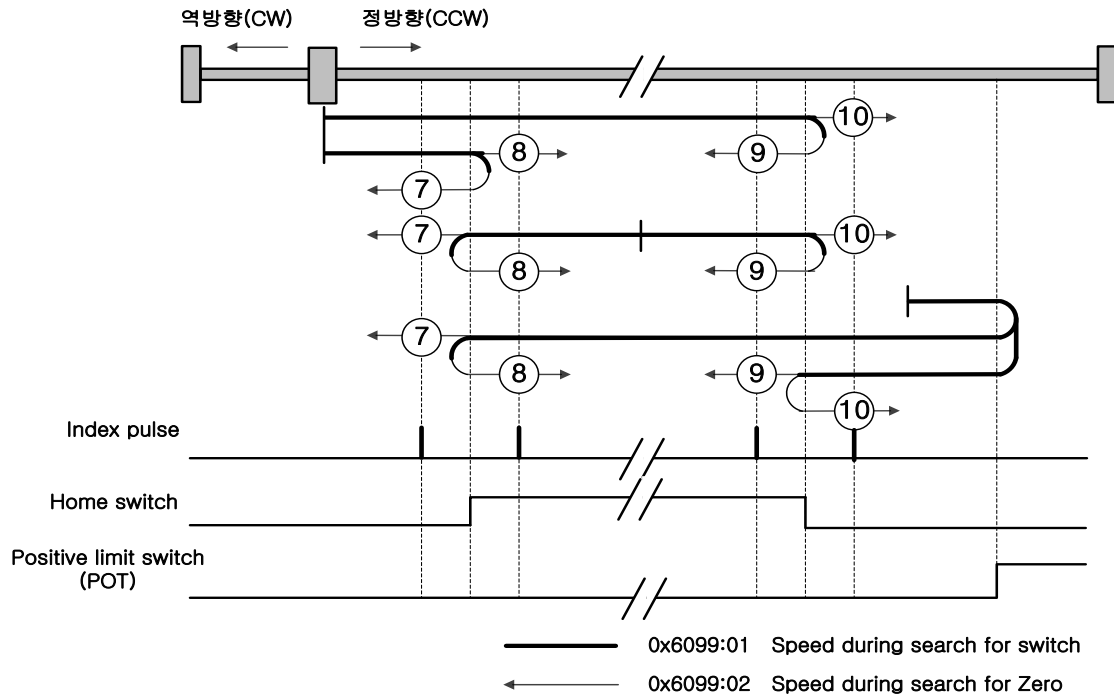 역방향(CW)
정방향(CCW)
10
8
9
7
7
10
8
9
7
8
9
10
Index pulse
Home switch
Positive limit switch
(POT)
0x6099:01 Speed during search for switch
0x6099:02 Speed during search for Zero